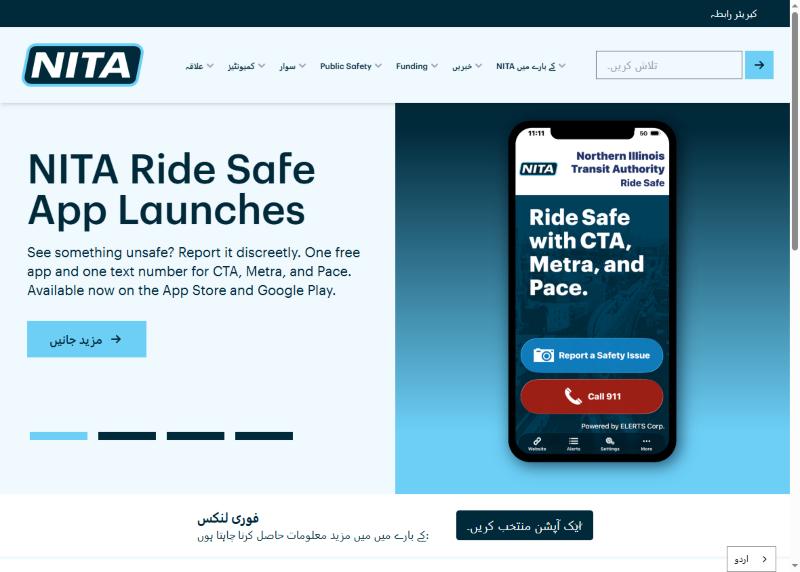 کیریئر رابطہ
NITA
علاقہ
کمیونٹیز
سوار
Public Safety
Funding
خبریں
NITA کے بارے میں
تلاش کریں۔
NITA Ride Safe
App Launches
See something unsafe? Report it discreetly. One free
app and one text number for CTA, Metra, and Pace.
Available now on the App Store and Google Play.
مزید جانیں
11:11
5G
NITA
Northern Illinois
Transit Authority
Ride Safe
Ride Safe
with CTA,
Metra, and
Pace.
Report a Safety Issue
Call 911
Powered by ELERTS Corp.
Website
Alerts
Settings
More
فوری لنکس
کے بارے میں میں مزید معلومات حاصل کرنا چاہتا ہوں:
ایک آپشن منتخب کریں۔
اردو